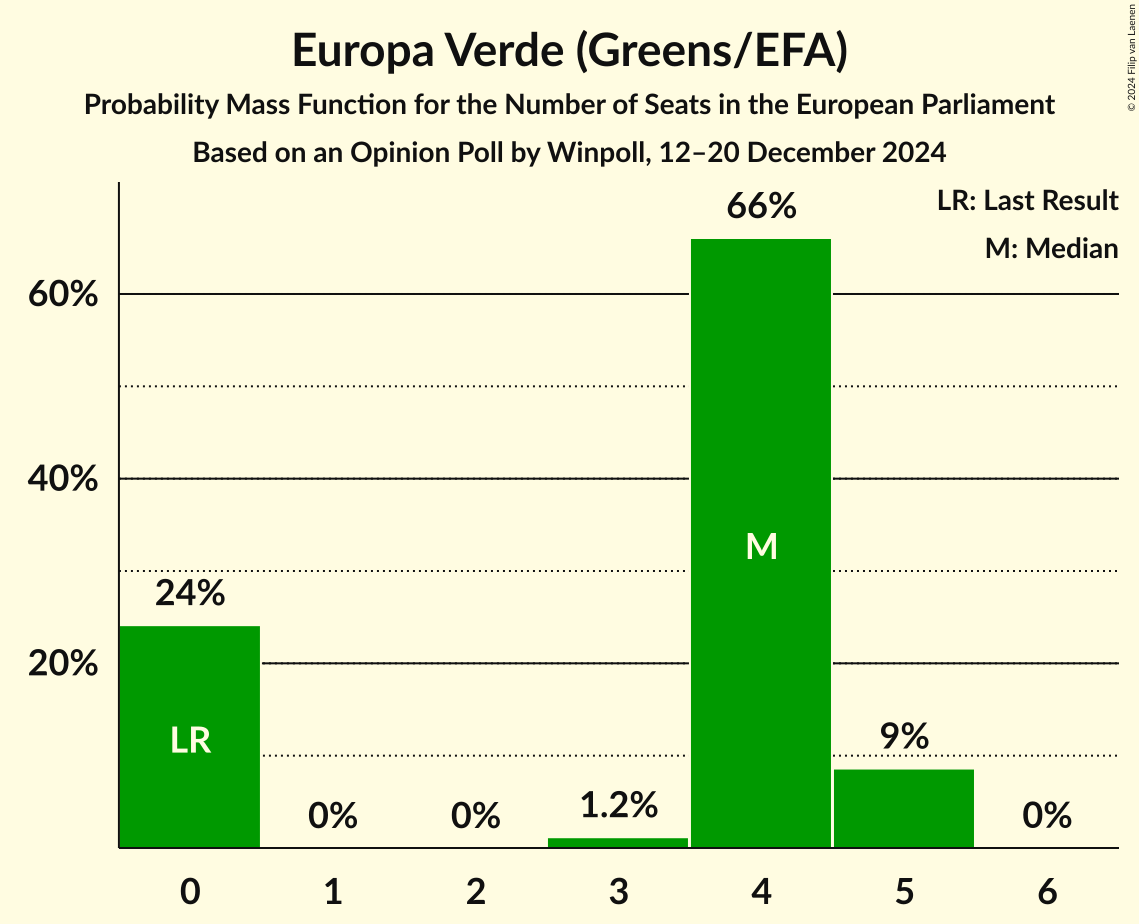 Europa Verde (Greens/EFA)
Probability Mass Function for the Number of Seats in the European Parliament
Based on an Opinion Poll by Winpoll, 12–20 December 2024
© 2024 Filip van Laenen
LR: Last Result
M: Median
66%
60%
40%
M
24%
20%
LR
9%
1.2%
0%
0%
0%
0 1 2 3 4 5 6